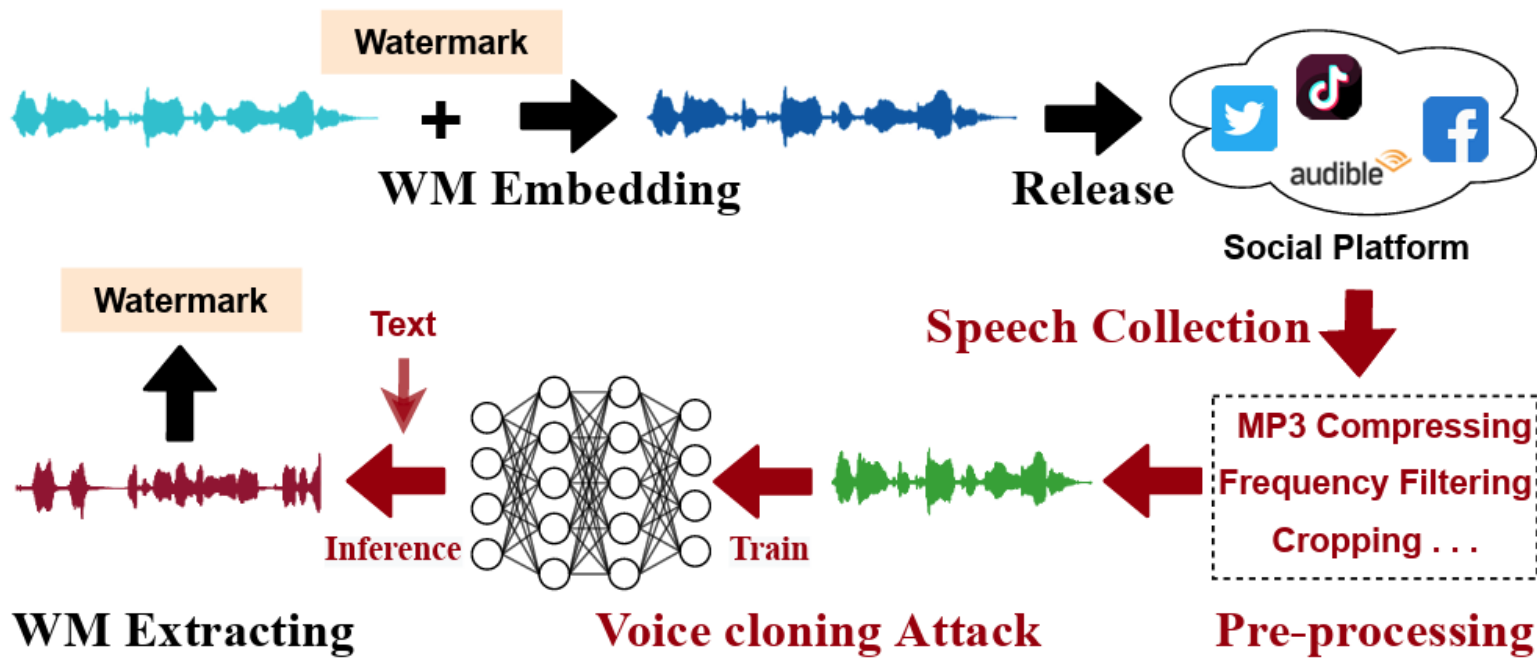 Watermark
+
WM Embedding
Release
audible
Social Platform
Speech Collection
MP3 Compressing
Frequency Filtering
Cropping . . .
Pre-processing
Train
Voice cloning Attack
Text
Inference
Watermark
WM Extracting